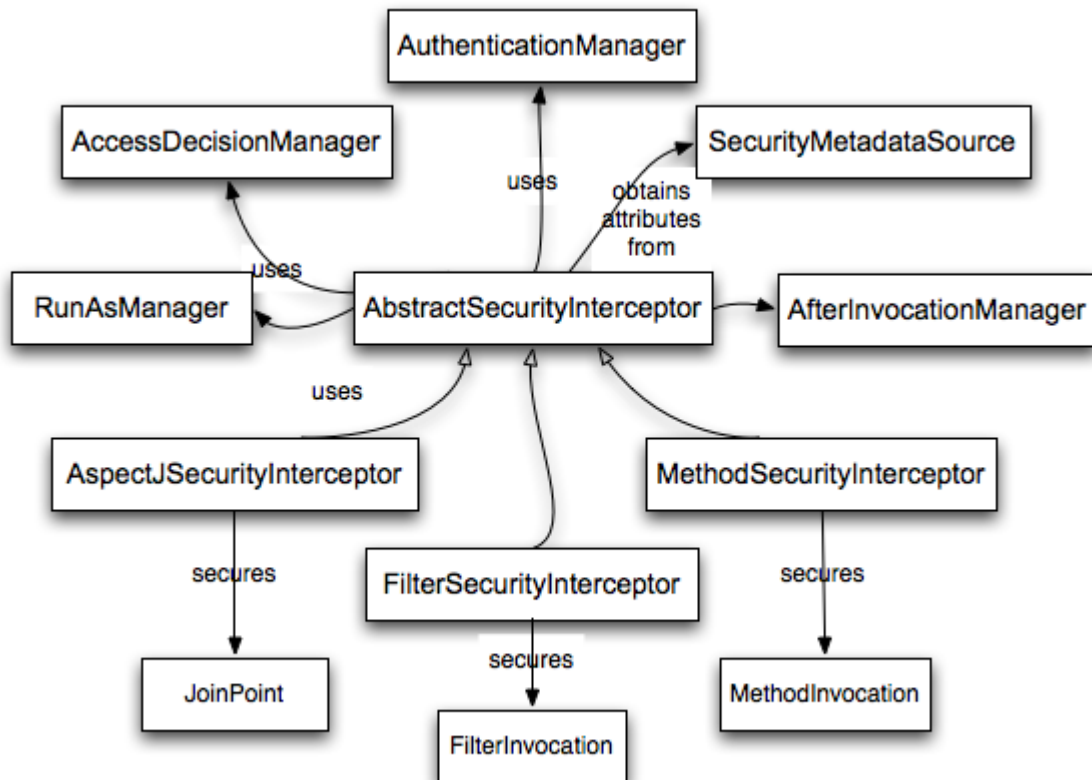 AuthenticationManager
AccessDecisionManager
SecurityMetadataSource
uses
obtains
attributes
from
uses
RunAsManager
AbstractSecurityInterceptor
AfterInvocationManager
uses
AspectJSecurityInterceptor
MethodSecurityInterceptor
secures
FilterSecurityInterceptor
secures
secures
JoinPoint
MethodInvocation
FilterInvocation